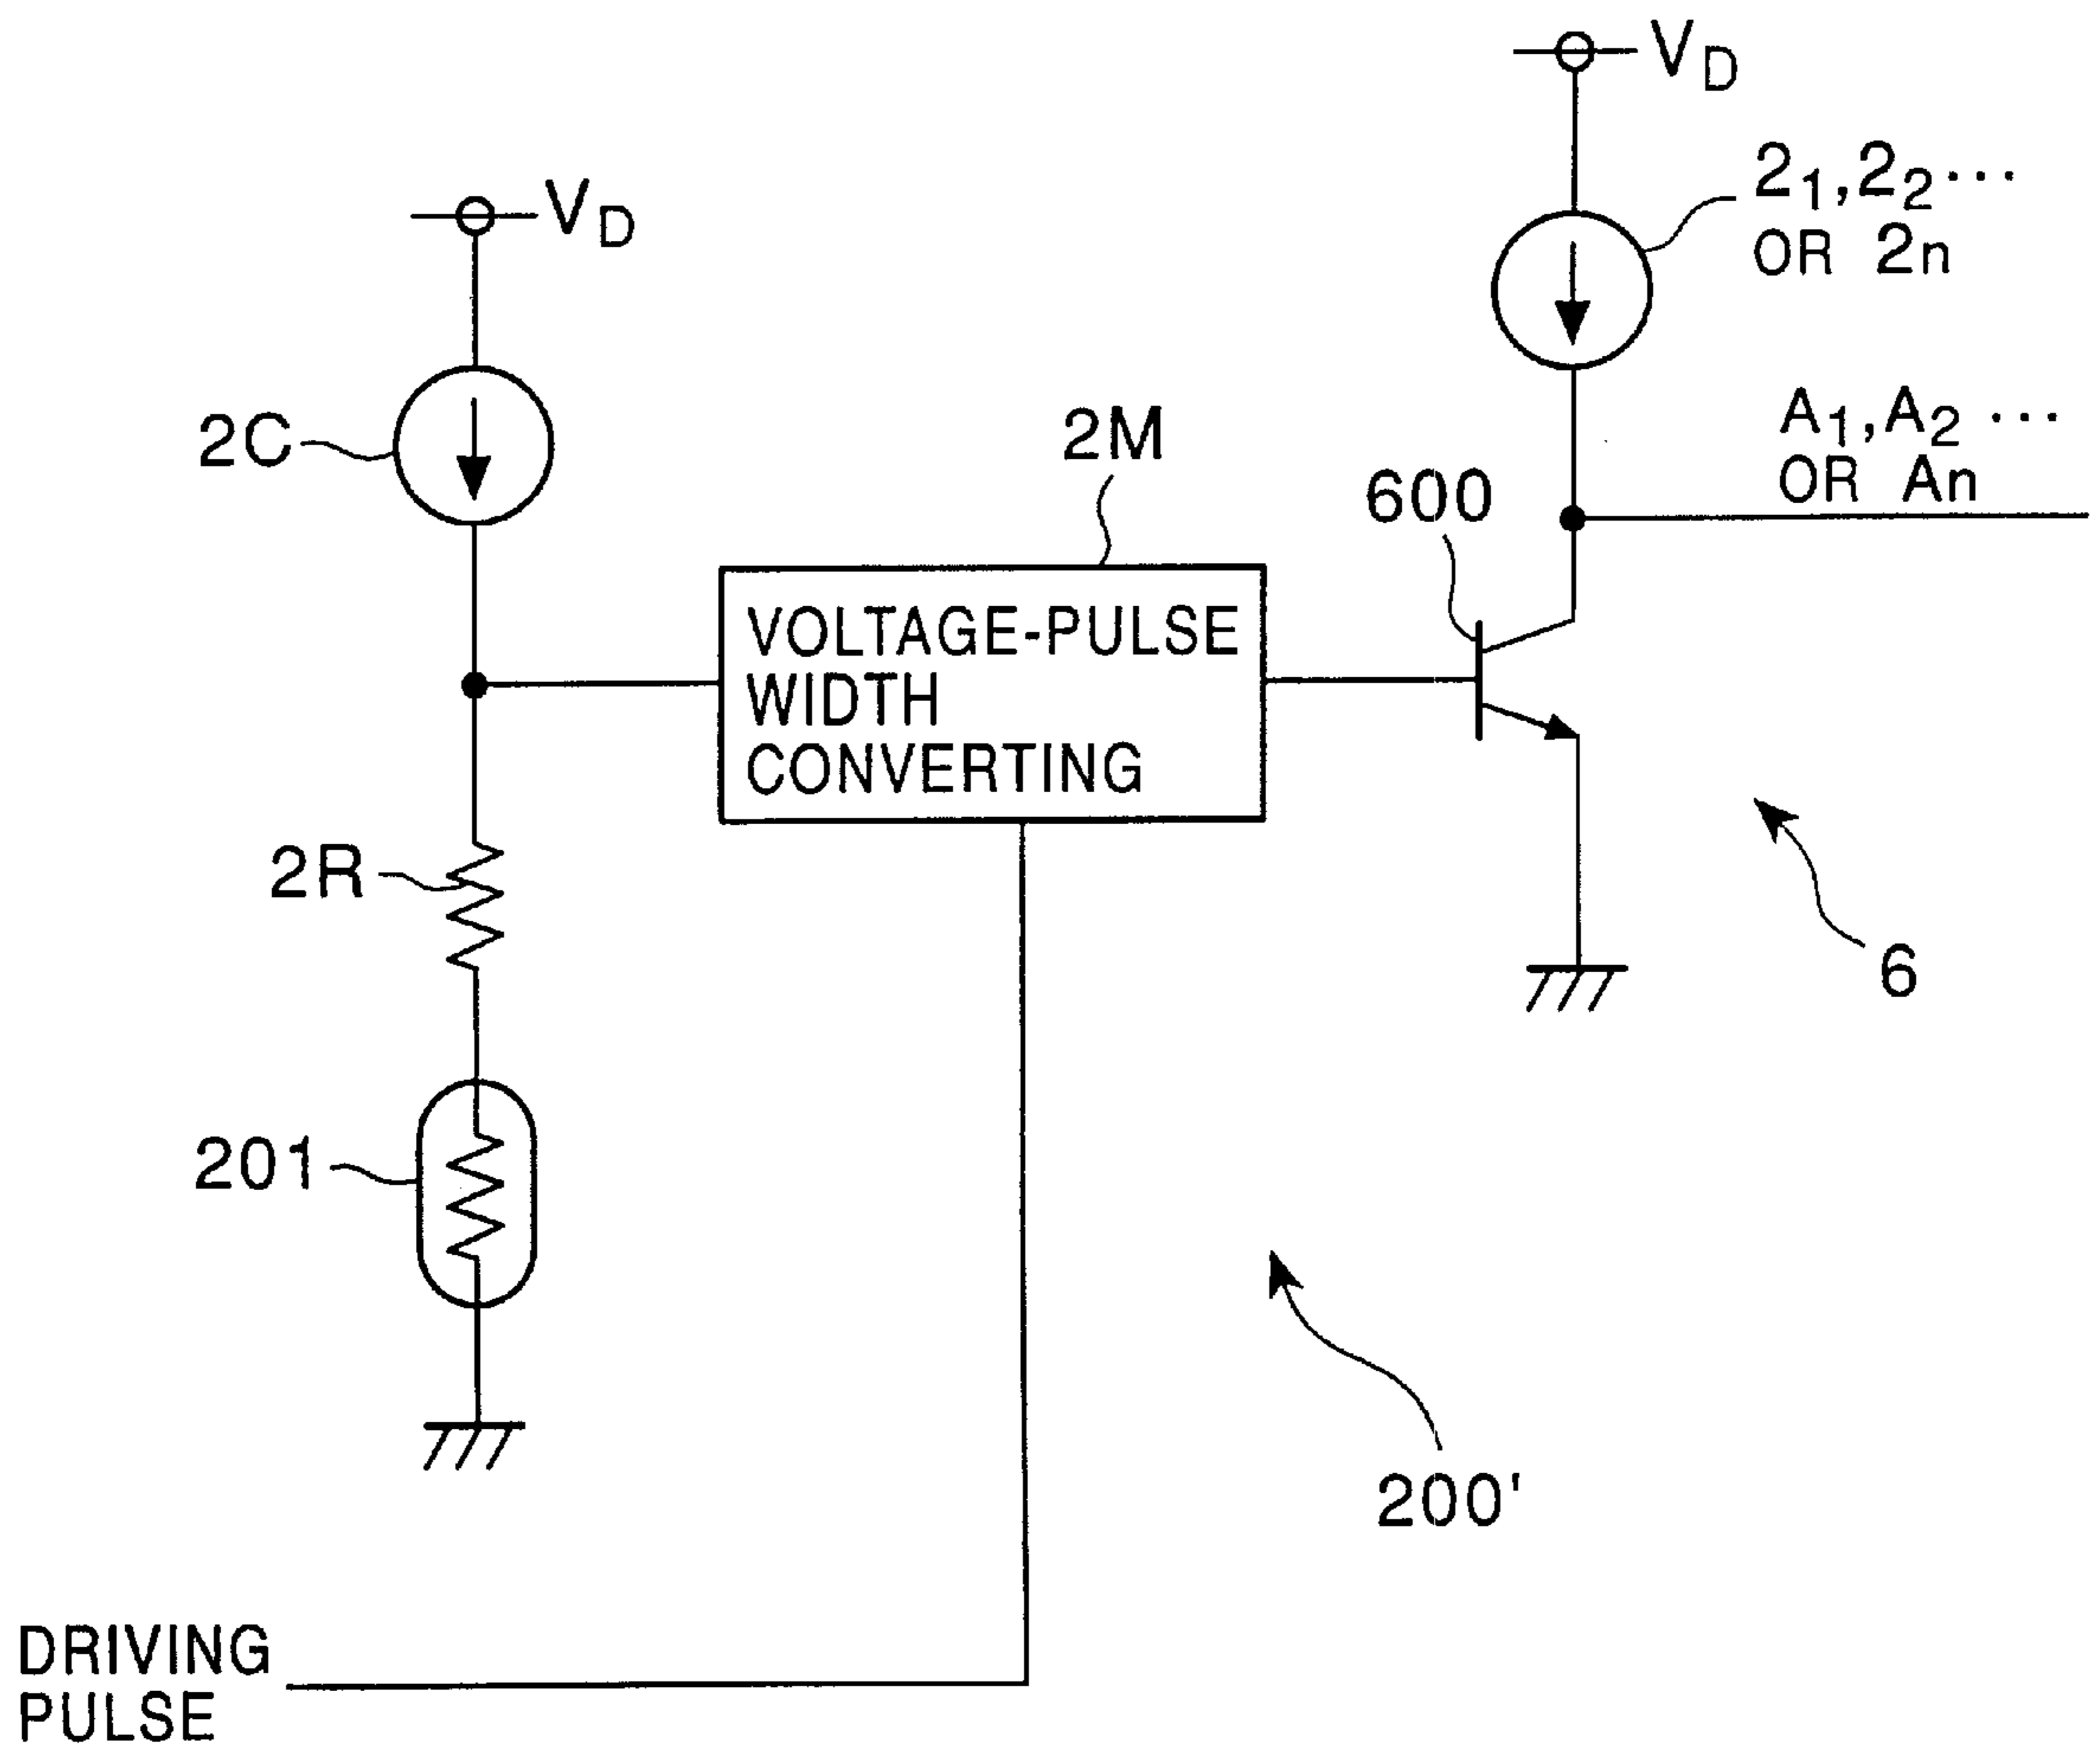 VD
2₁,2₂···
OR 2n
VD
A₁,A₂ ···
OR An
2C
2M
600
VOLTAGE-PULSE
WIDTH
CONVERTING
2R
6
201
200'
DRIVING
PULSE